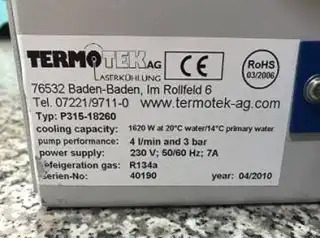 TERMOTEK AG
LASERKÜHLUNG
CE
RoHS
03/2006
76532 Baden-Baden, Im Rollfeld 6
Tel. 07221/9711-0 www.termotek-ag.com
Typ: P315-18260
cooling capacity: 1620 W at 20°C water/14°C primary water
pump performance: 4 l/min and 3 bar
power supply: 230 V; 50/60 Hz; 7A
refeigeration gas: R134a
serien-No: 40190 year: 04/2010